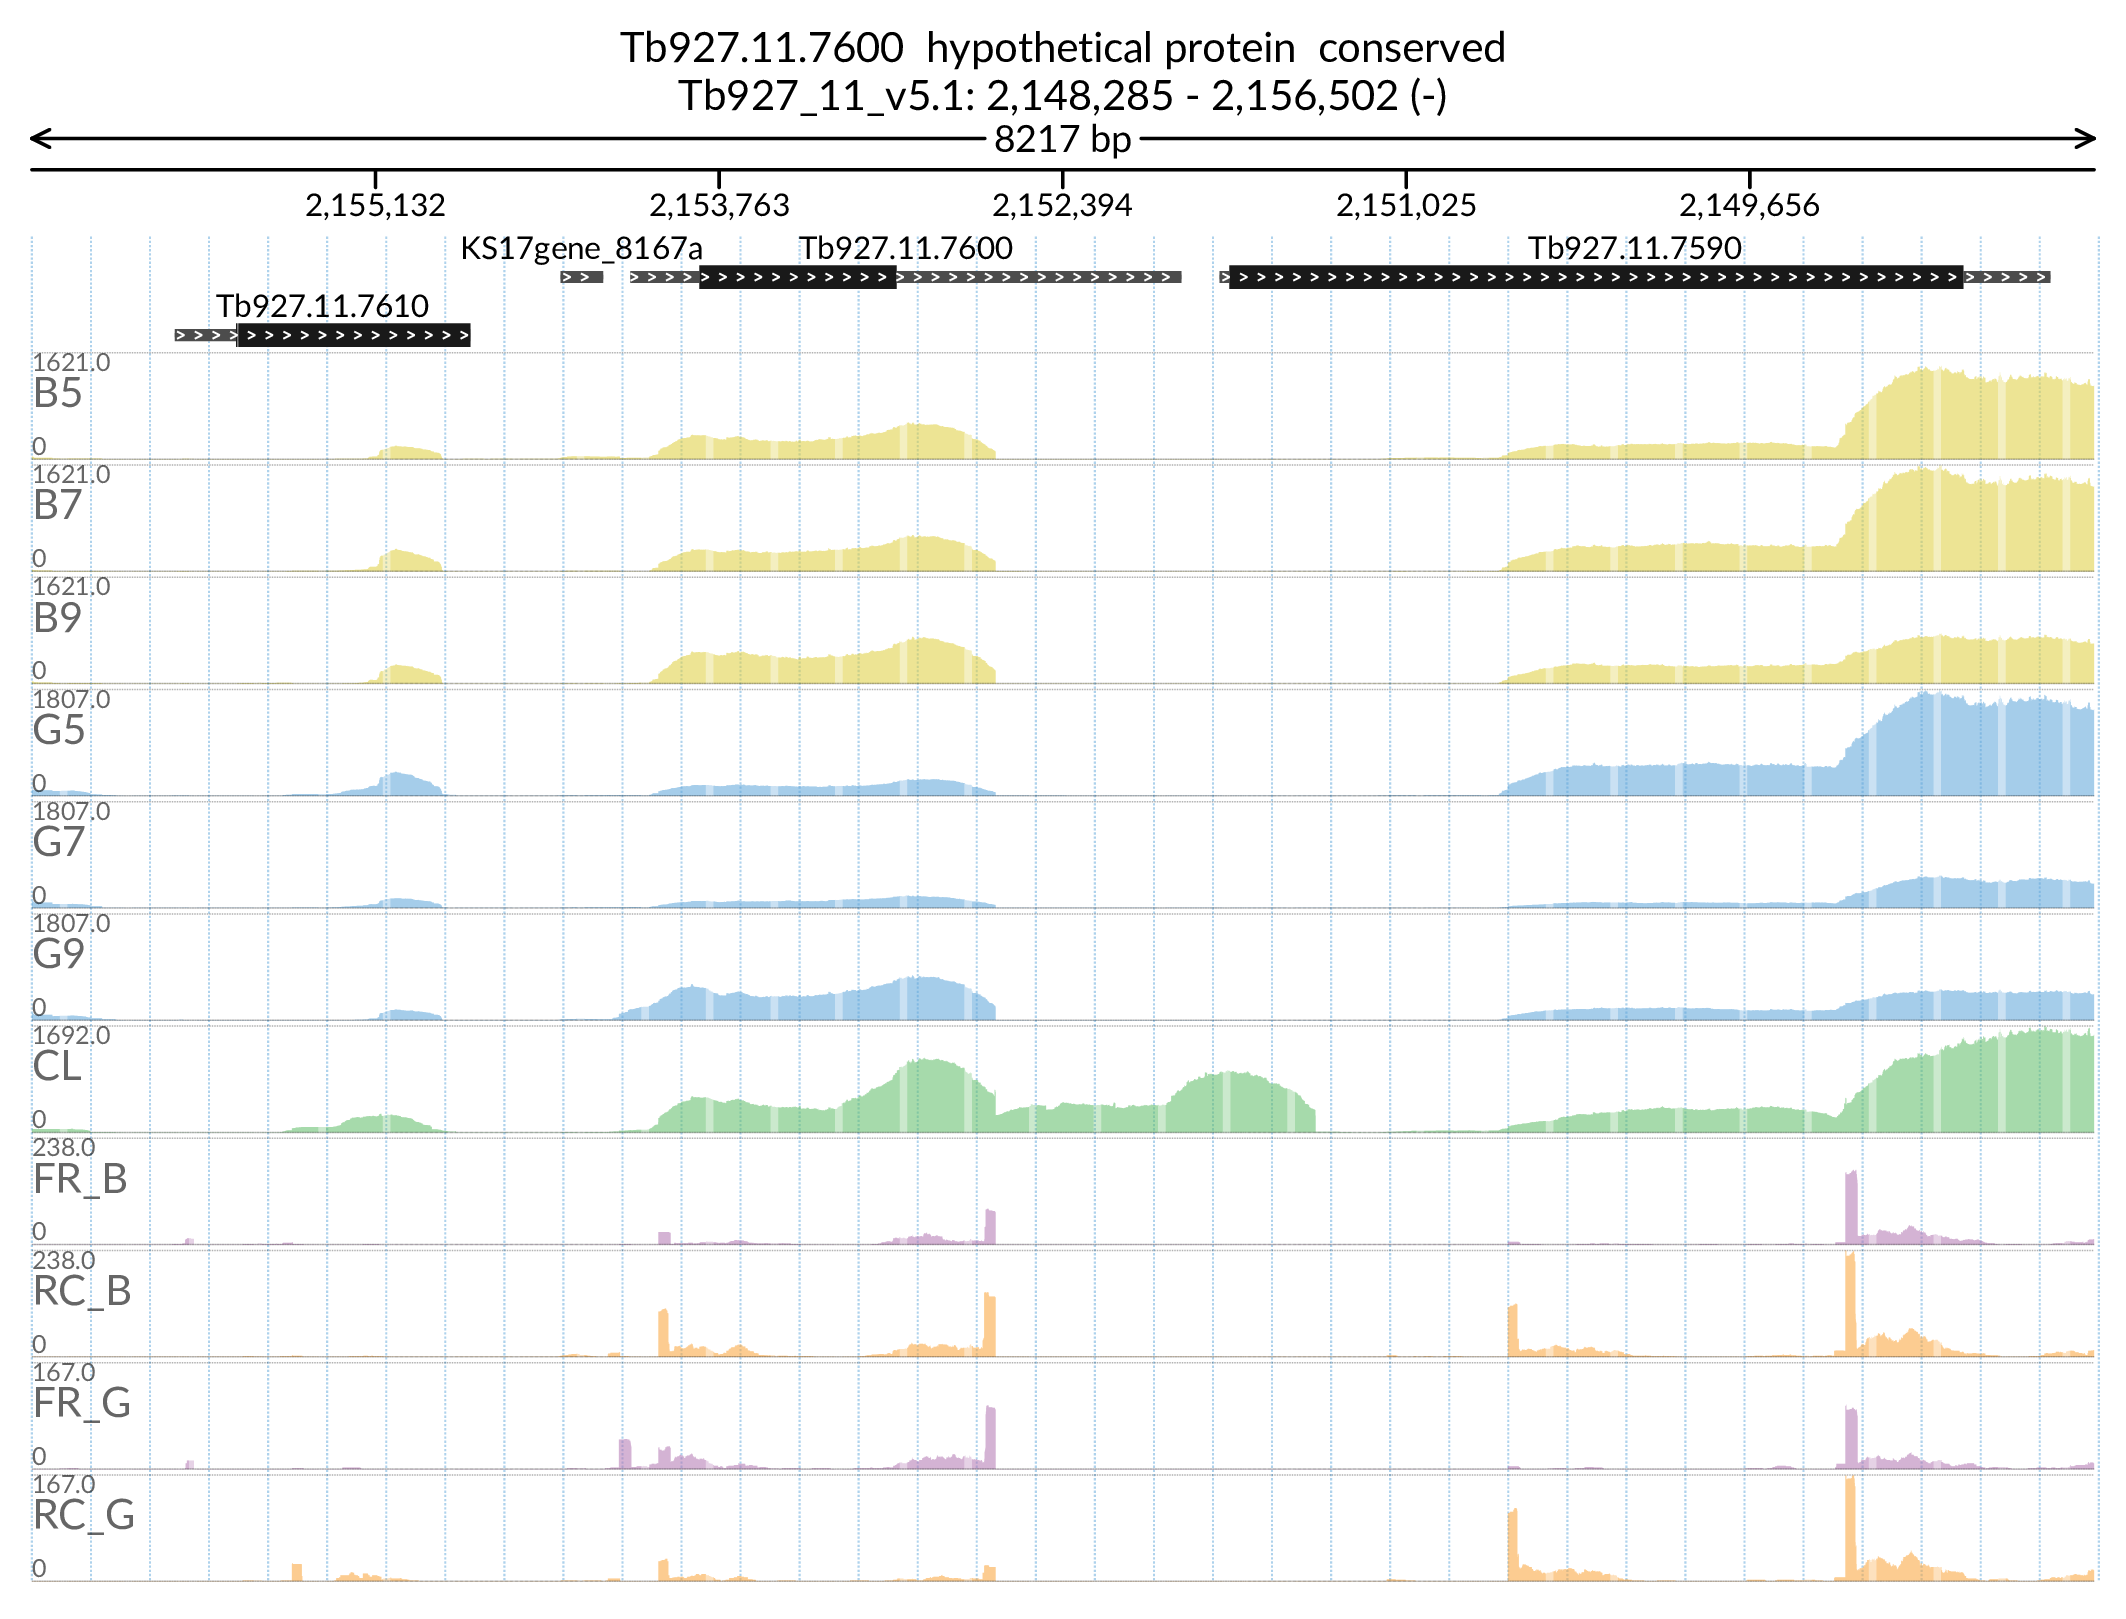 Tb927.11.7600  hypothetical protein  conserved
Tb927_11_v5.1: 2,148,285 - 2,156,502 (-)
8217 bp
2,155,132 2,153,763 2,152,394 2,151,025 2,149,656
KS17gene_8167a Tb927.11.7600 Tb927.11.7590
Tb927.11.7610
1621.0
B5
0
1621.0
B7
0
1621.0
B9
0
1807.0
G5
0
1807.0
G7
0
1807.0
G9
0
1692.0
CL
0
238.0
FR_B
0
238.0
RC_B
0
167.0
FR_G
0
167.0
RC_G
0